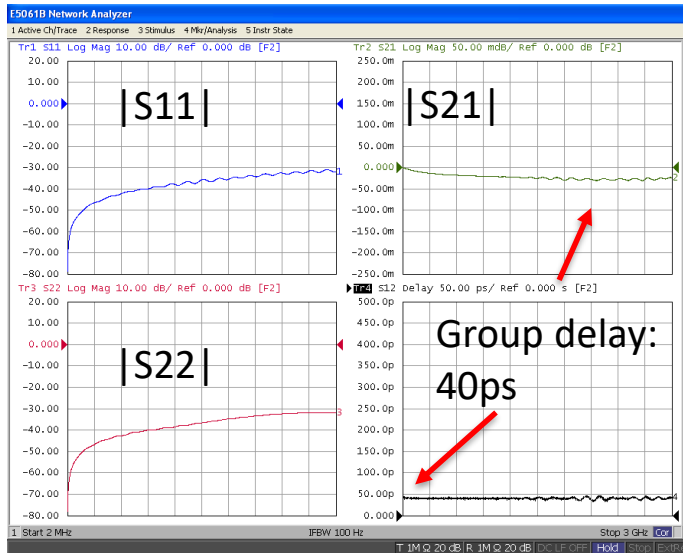 E5061B Network Analyzer
1 Active Ch/Trace 2 Response 3 Stimulus 4 Mkr/Analysis 5 Instr State
Tr1 S11 Log Mag 10.00 dB/ Ref 0.000 dB [F2]
20.00
10.00
0.000
-10.00
-20.00
-30.00
-40.00
-50.00
-60.00
-70.00
-80.00
|S11|
1
Tr2 S21 Log Mag 50.00 mdB/ Ref 0.000 dB [F2]
250.0m
200.0m
150.0m
100.0m
50.00m
0.000
-50.00m
-100.0m
-150.0m
-200.0m
-250.0m
|S21|
2
Tr3 S22 Log Mag 10.00 dB/ Ref 0.000 dB [F2]
20.00
10.00
0.000
-10.00
-20.00
-30.00
-40.00
-50.00
-60.00
-70.00
-80.00
|S22|
3
Tr4 S12 Delay 50.00 ps/ Ref 0.000 s [F2]
500.0p
450.0p
400.0p
350.0p
300.0p
250.0p
200.0p
150.0p
100.0p
50.00p
0.000
Group delay:
40ps
4
1 Start 2 MHz IFBW 100 Hz Stop 3 GHz Cor
T 1M Ω 20 dB R 1M Ω 20 dB DC LF OFF Hold Stop